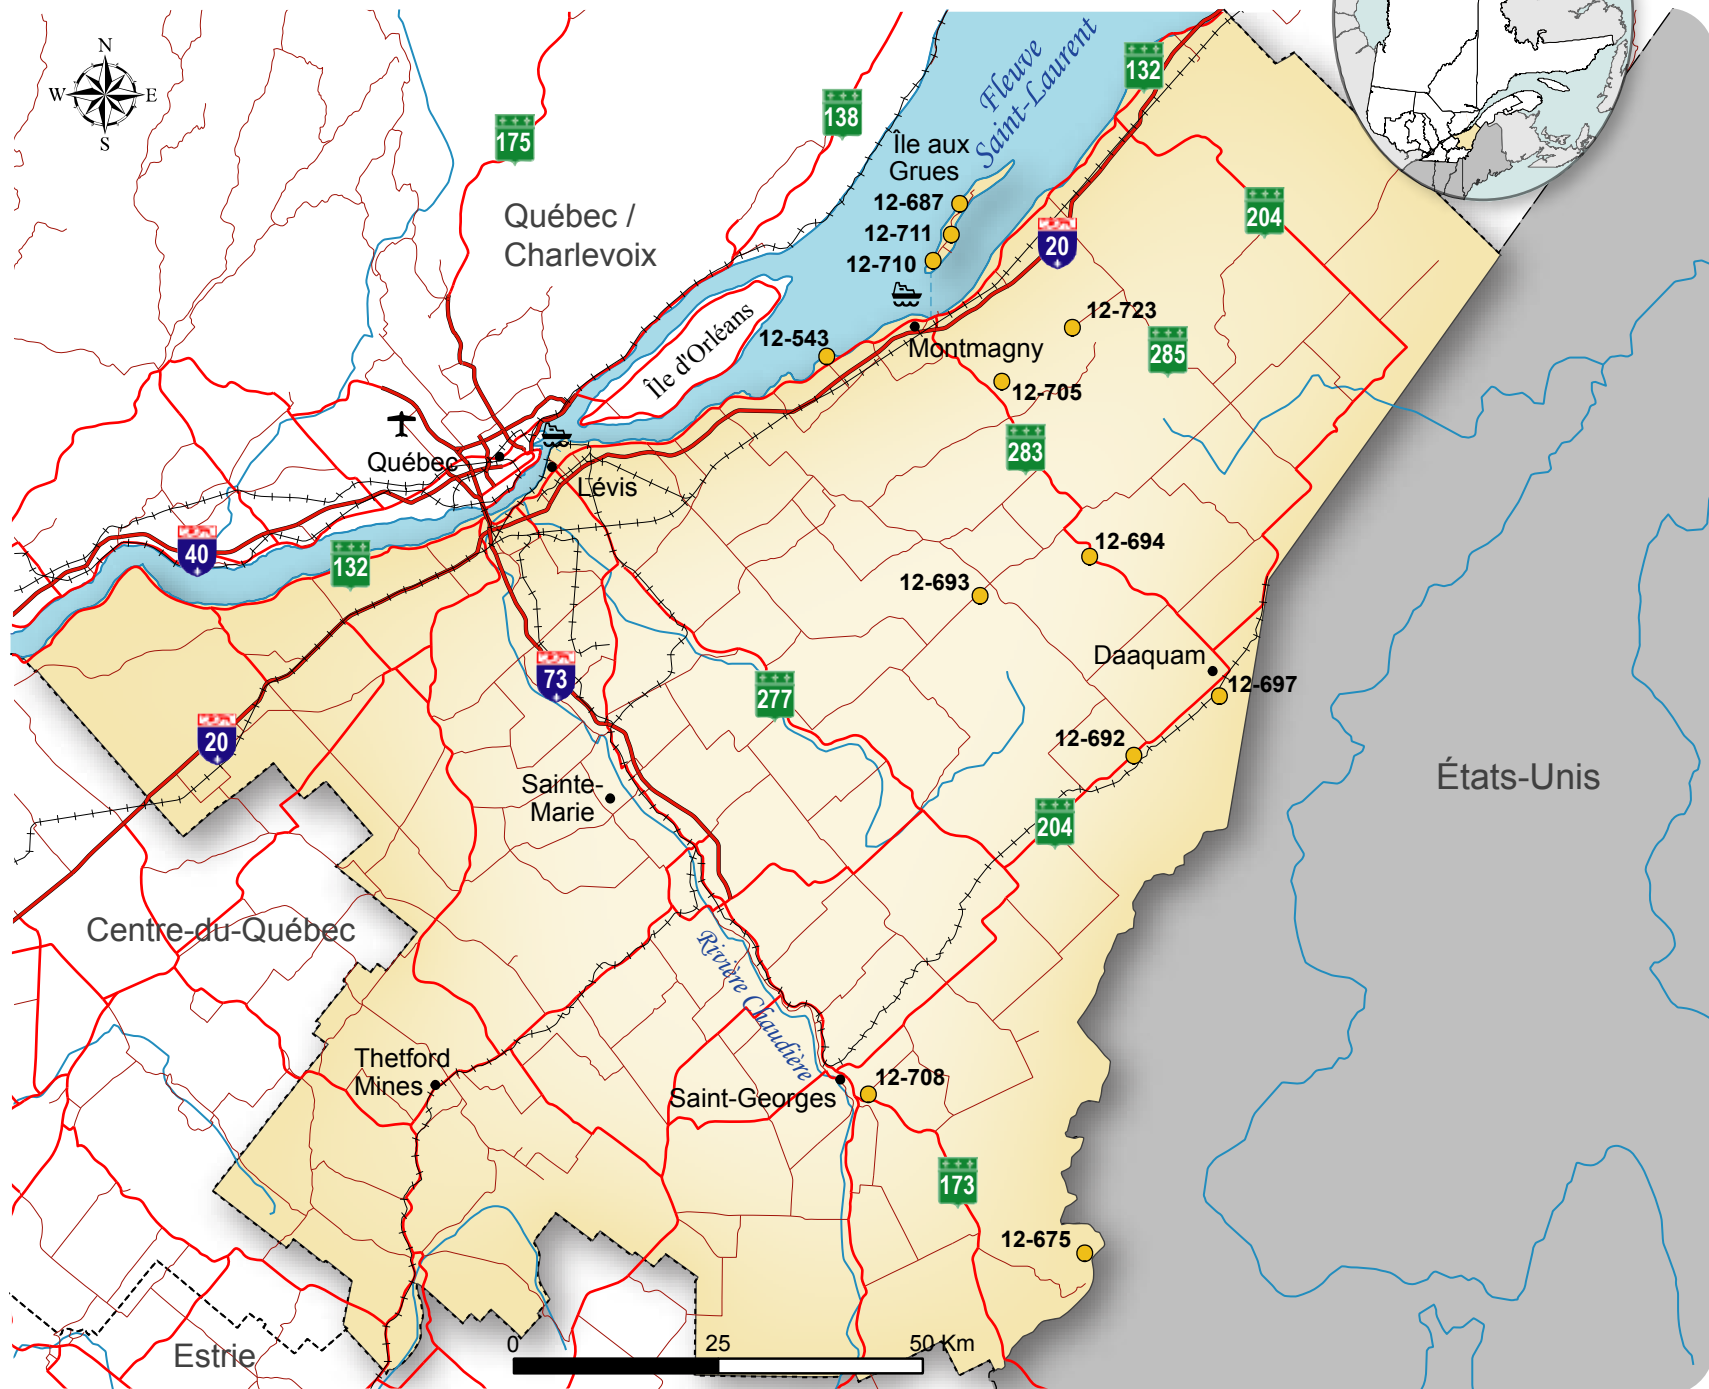 N
W
E
S
175
138
132
Fleuve
Saint-Laurent
Île aux
Grues
12-687
12-711
12-710
20
204
Québec /
Charlevoix
12-723
285
12-543
Île d'Orléans
Montmagny
12-705
283
Québec
Lévis
40
132
12-694
12-693
Daaquam
12-697
73
277
20
12-692
204
Sainte-
Marie
États-Unis
Centre-du-Québec
Rivière Chaudière
Thetford
Mines
Saint-Georges
12-708
173
12-675
Estrie
0
25
50 Km